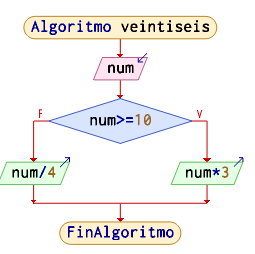 Algoritmo veintiseis
num
num>=10
F
V
num/4
num*3
FinAlgoritmo